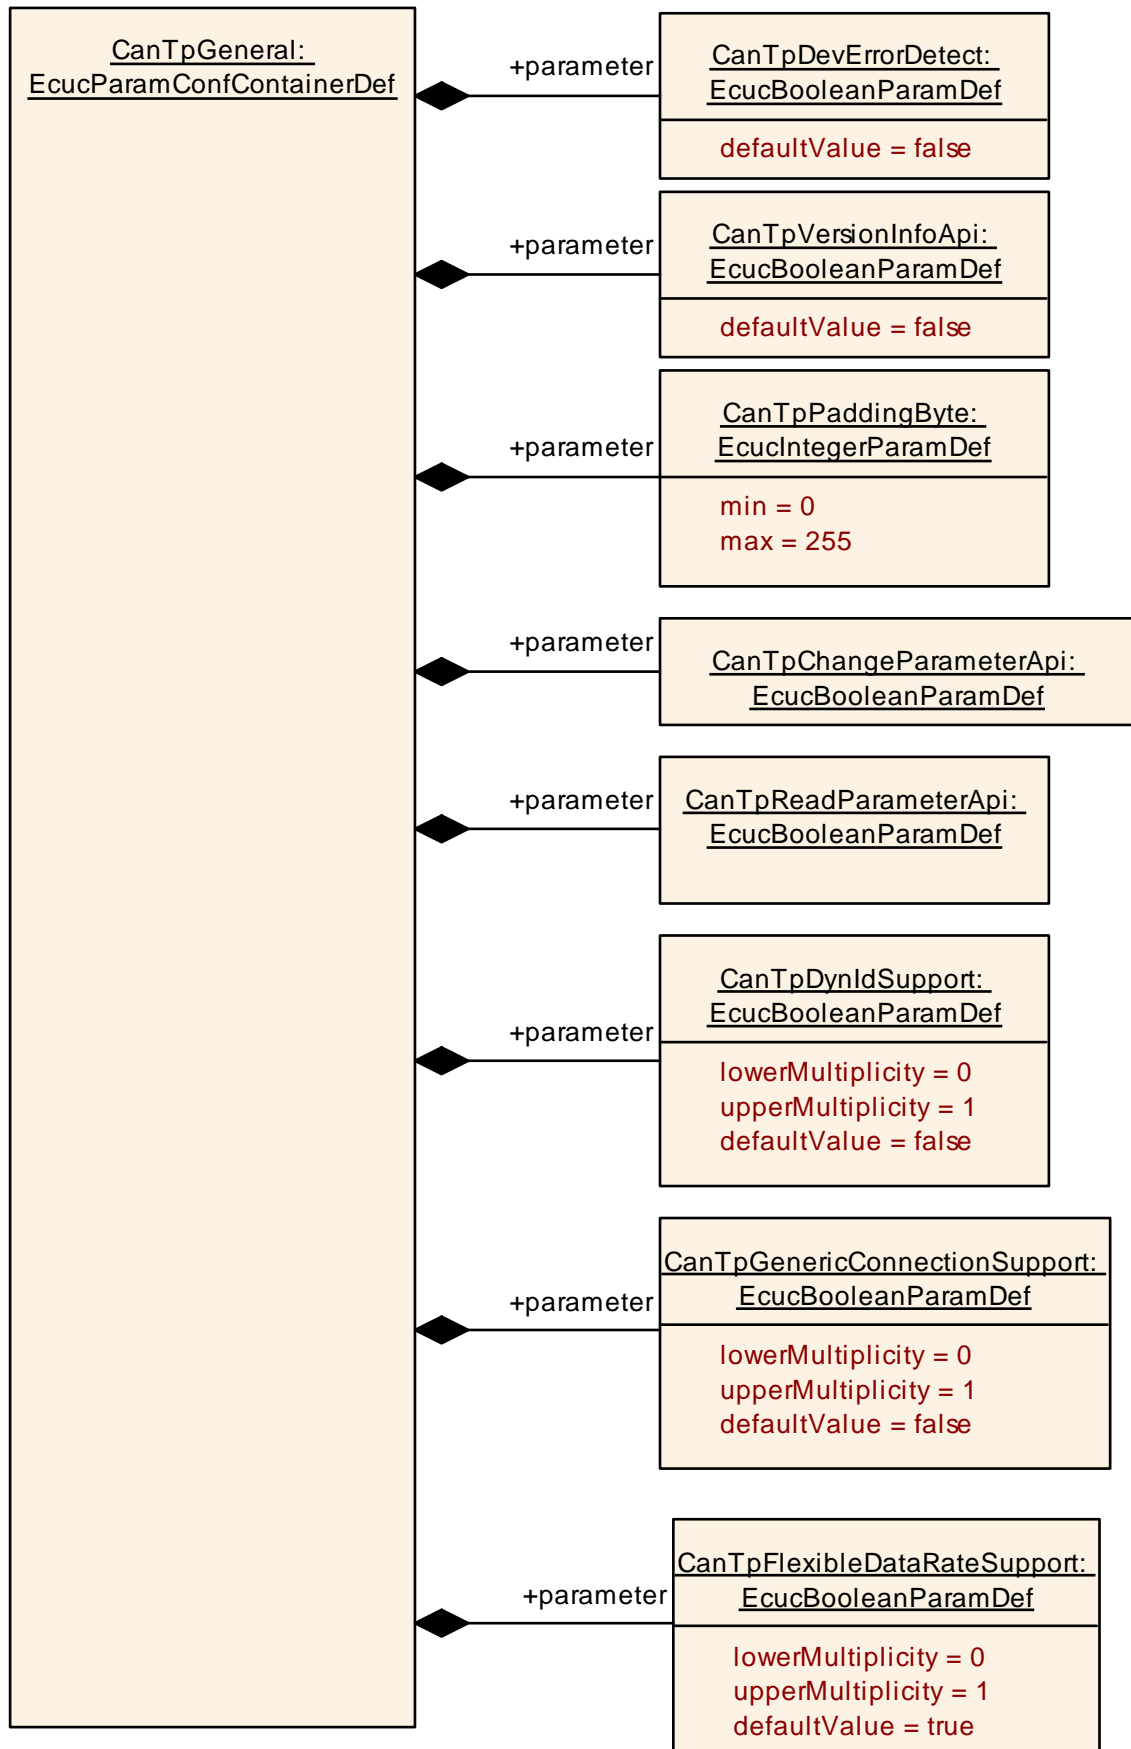 CanTpGeneral:
EcucParamConfContainerDef
+parameter
CanTpDevErrorDetect:
EcucBooleanParamDef
defaultValue = false
+parameter
CanTpVersionInfoApi:
EcucBooleanParamDef
defaultValue = false
+parameter
CanTpPaddingByte:
EcucIntegerParamDef
min = 0
max = 255
+parameter
CanTpChangeParameterApi:
EcucBooleanParamDef
+parameter
CanTpReadParameterApi:
EcucBooleanParamDef
+parameter
CanTpDynIdSupport:
EcucBooleanParamDef
lowerMultiplicity = 0
upperMultiplicity = 1
defaultValue = false
+parameter
CanTpGenericConnectionSupport:
EcucBooleanParamDef
lowerMultiplicity = 0
upperMultiplicity = 1
defaultValue = false
+parameter
CanTpFlexibleDataRateSupport:
EcucBooleanParamDef
lowerMultiplicity = 0
upperMultiplicity = 1
defaultValue = true